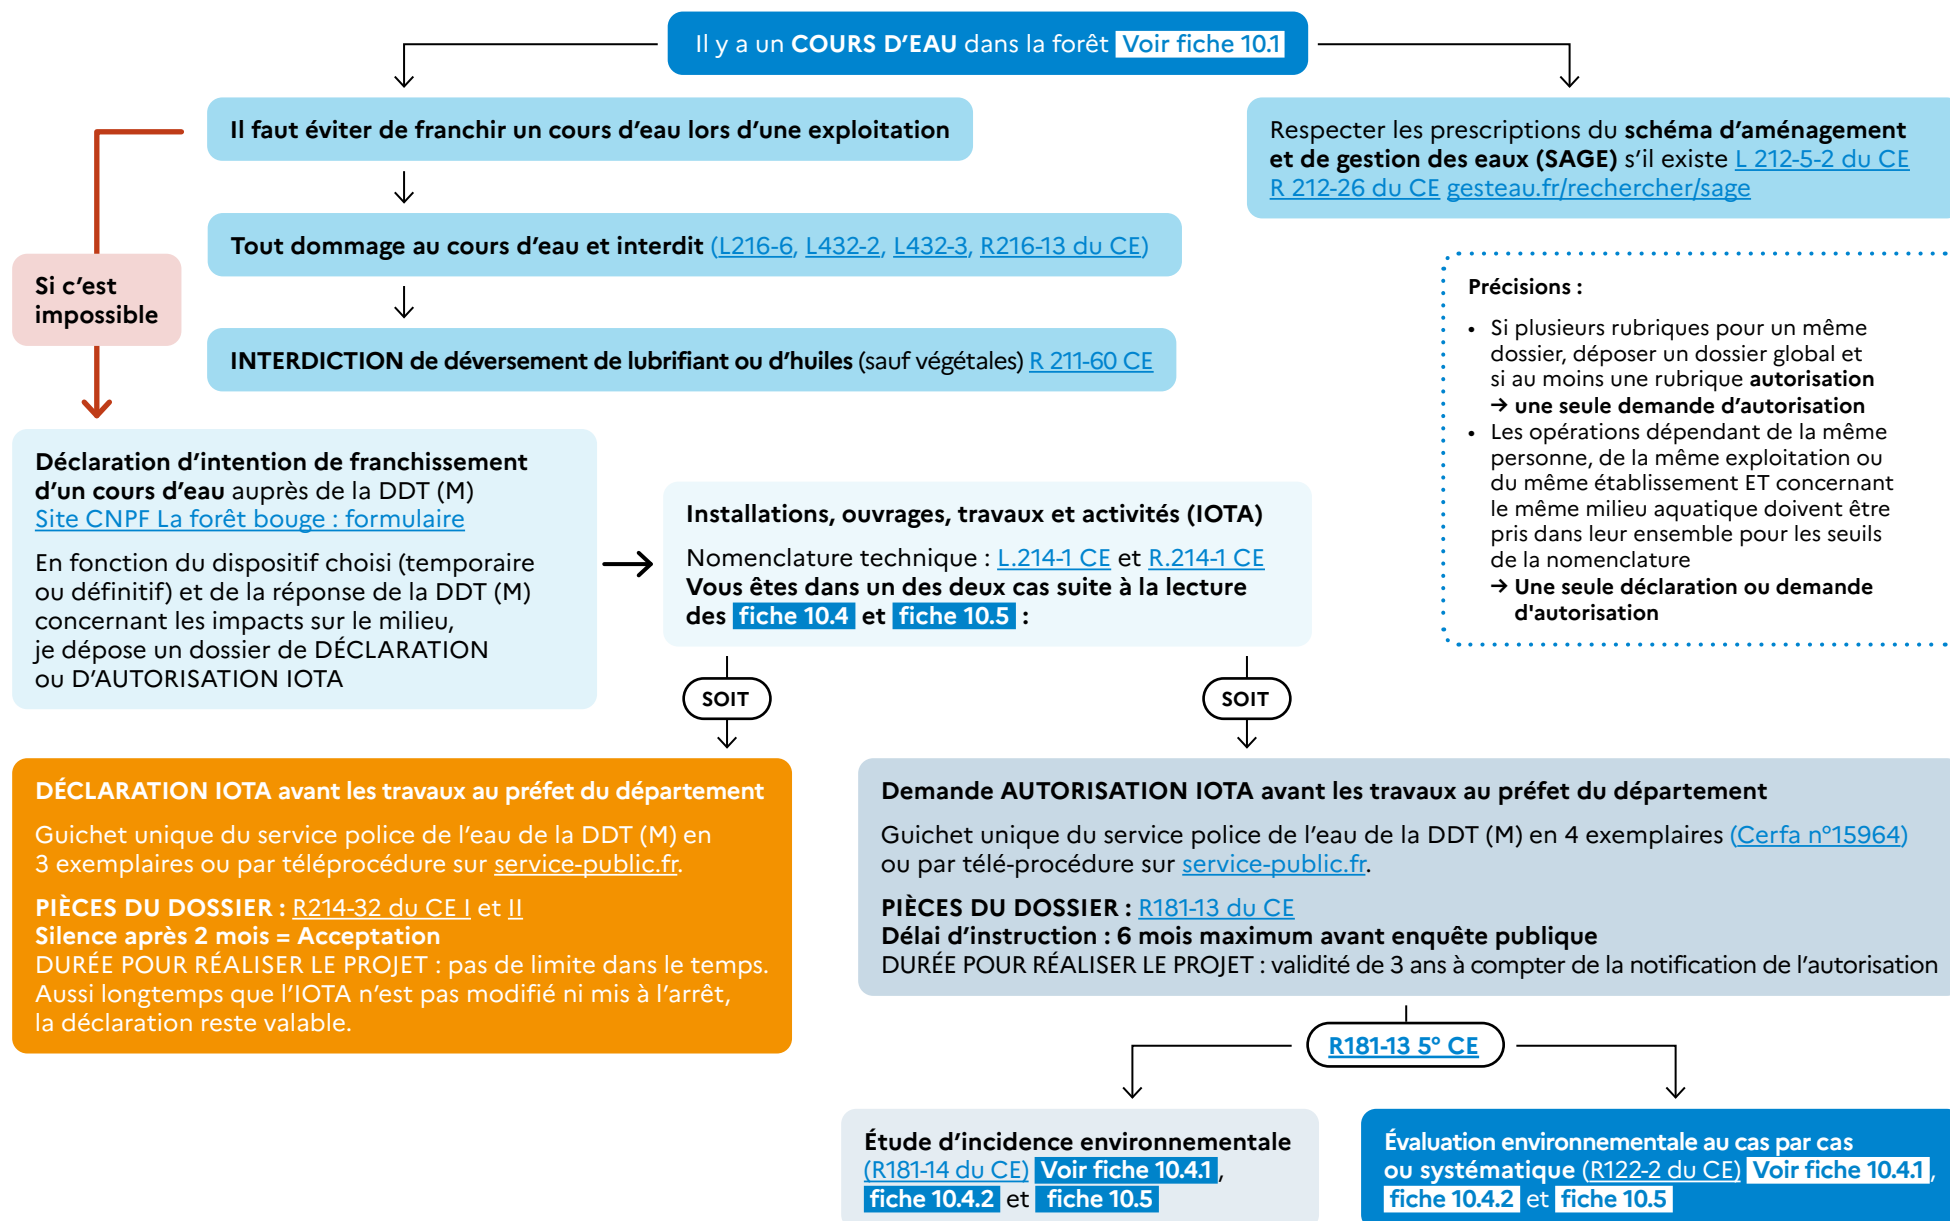 Il y a un COURS D'EAU dans la forêt Voir fiche 10.1
Il faut éviter de franchir un cours d'eau lors d'une exploitation
Respecter les prescriptions du schéma d'aménagement
et de gestion des eaux (SAGE) s'il existe L 212-5-2 du CE
R 212-26 du CE gesteau.fr/rechercher/sage
Tout dommage au cours d'eau et interdit (L216-6, L432-2, L432-3, R216-13 du CE)
Si c'est
impossible
INTERDICTION de déversement de lubrifiant ou d'huiles (sauf végétales) R 211-60 CE
Précisions :
• Si plusieurs rubriques pour un même
dossier, déposer un dossier global et
si au moins une rubrique autorisation
→ une seule demande d'autorisation
• Les opérations dépendant de la même
personne, de la même exploitation ou
du même établissement ET concernant
le même milieu aquatique doivent être
pris dans leur ensemble pour les seuils
de la nomenclature
→ Une seule déclaration ou demande
d'autorisation
Déclaration d'intention de franchissement
d'un cours d'eau auprès de la DDT (M)
Site CNPF La forêt bouge : formulaire
En fonction du dispositif choisi (temporaire
ou définitif) et de la réponse de la DDT (M)
concernant les impacts sur le milieu,
je dépose un dossier de DÉCLARATION
ou D'AUTORISATION IOTA
Installations, ouvrages, travaux et activités (IOTA)
Nomenclature technique : L.214-1 CE et R.214-1 CE
Vous êtes dans un des deux cas suite à la lecture
des fiche 10.4 et fiche 10.5 :
SOIT
SOIT
DÉCLARATION IOTA avant les travaux au préfet du département
Guichet unique du service police de l'eau de la DDT (M) en
3 exemplaires ou par téléprocédure sur service-public.fr.
PIÈCES DU DOSSIER : R214-32 du CE I et II
Silence après 2 mois = Acceptation
DURÉE POUR RÉALISER LE PROJET : pas de limite dans le temps.
Aussi longtemps que l'IOTA n'est pas modifié ni mis à l'arrêt,
la déclaration reste valable.
Demande AUTORISATION IOTA avant les travaux au préfet du département
Guichet unique du service police de l'eau de la DDT (M) en 4 exemplaires (Cerfa n°15964)
ou par télé-procédure sur service-public.fr.
PIÈCES DU DOSSIER : R181-13 du CE
Délai d'instruction : 6 mois maximum avant enquête publique
DURÉE POUR RÉALISER LE PROJET : validité de 3 ans à compter de la notification de l'autorisation
R181-13 5° CE
Étude d'incidence environnementale
(R181-14 du CE) Voir fiche 10.4.1,
fiche 10.4.2 et fiche 10.5
Évaluation environnementale au cas par cas
ou systématique (R122-2 du CE) Voir fiche 10.4.1,
fiche 10.4.2 et fiche 10.5